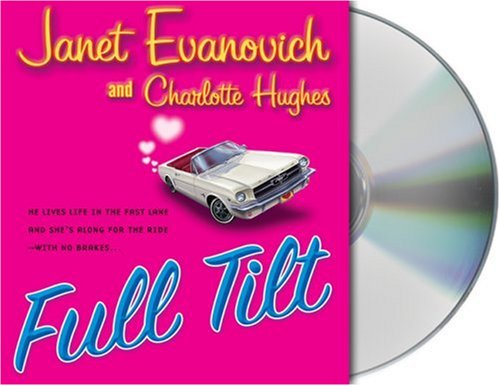 Janet Evanovich
and Charlotte Hughes
HE LIVES LIFE IN THE FAST LANE
AND SHE'S ALONG FOR THE RIDE
—WITH NO BRAKES...
Full Tilt